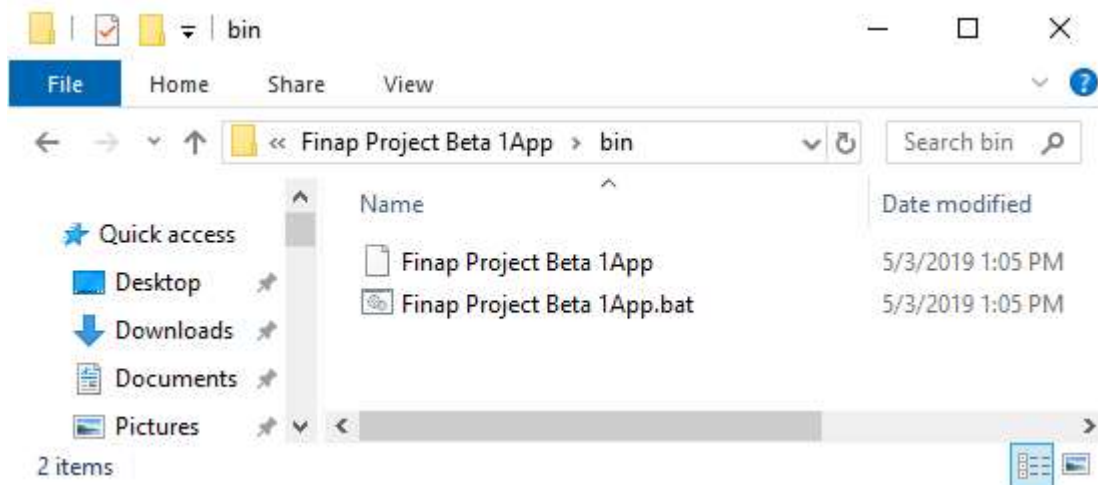 bin
File Home Share View
« Finap Project Beta 1App > bin Search bin
Name Date modified
Quick access
Desktop
Downloads
Documents
Pictures
Finap Project Beta 1App 5/3/2019 1:05 PM
Finap Project Beta 1App.bat 5/3/2019 1:05 PM
2 items